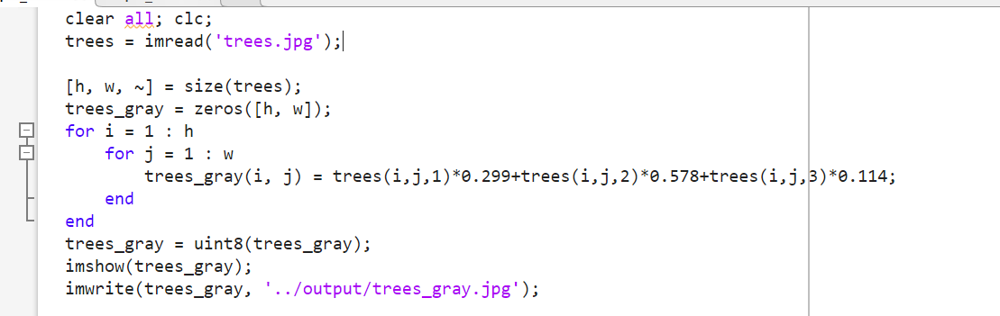 clear all; clc;
trees = imread('trees.jpg');
[h, w, ~] = size(trees);
trees_gray = zeros([h, w]);
for i = 1 : h
for j = 1 : w
trees_gray(i, j) = trees(i,j,1)*0.299+trees(i,j,2)*0.578+trees(i,j,3)*0.114;
end
end
trees_gray = uint8(trees_gray);
imshow(trees_gray);
imwrite(trees_gray, '../output/trees_gray.jpg');